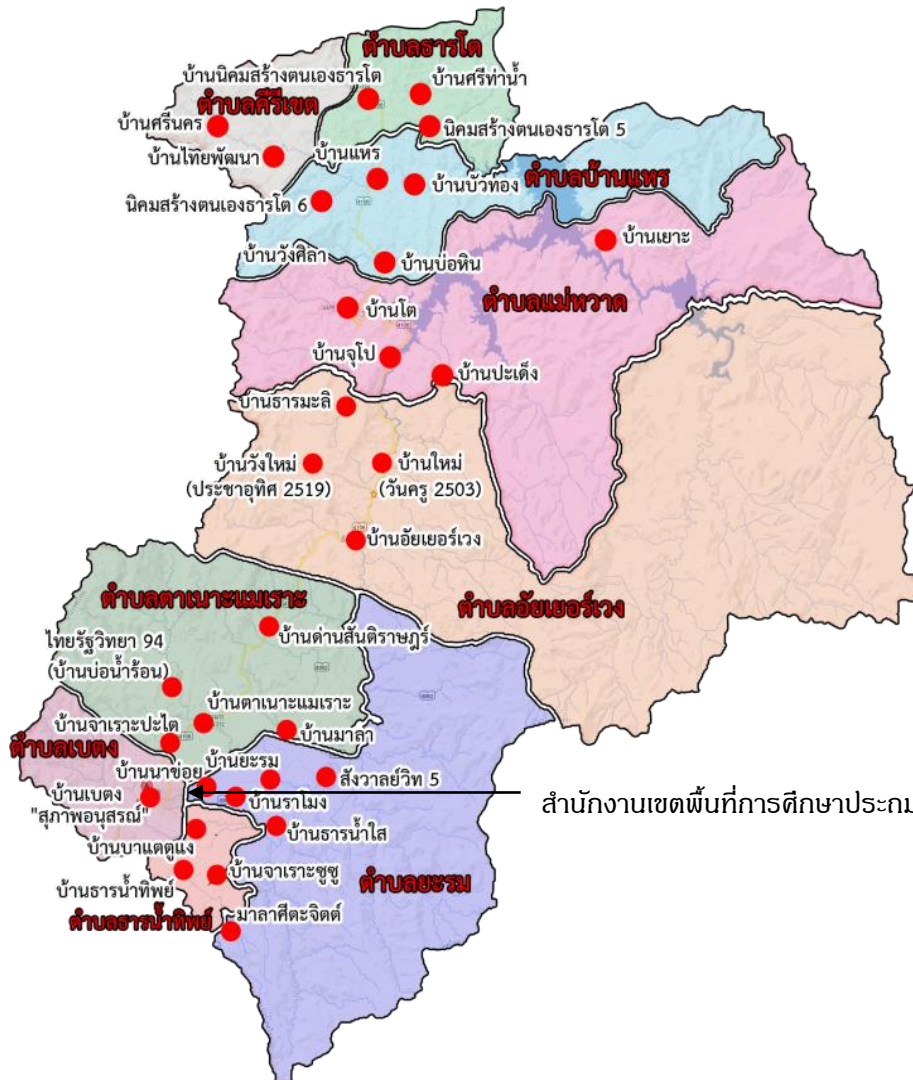 ตำบลธารโต
บ้านนิคมสร้างตนเองธารโต
บ้านศรีท่าน้ำ
ตำบลคีรีเขต
บ้านศรีนคร
นิคมสร้างตนเองธารโต 5
บ้านไทยพัฒนา
บ้านแหร
ตำบลบ้านแหร
บ้านบัวทอง
นิคมสร้างตนเองธารโต 6
บ้านเยาะ
บ้านวังศิลา
บ้านบ่อหิน
ตำบลแม่หวาด
บ้านโต
บ้านจุโป
บ้านปะเด็ง
บ้านธารมะลิ
บ้านวังใหม่
(ประชาอุทิศ 2519)
บ้านใหม่
(วันครู 2503)
บ้านอัยเยอร์เวง
ตำบลตาเนาะแมเราะ
ตำบลอัยเยอร์เวง
บ้านด่านสันติราษฎร์
ไทยรัฐวิทยา 94
(บ้านบ่อน้ำร้อน)
บ้านตาเนาะแมเราะ
บ้านจาเราะปะไต
บ้านมาลา
ตำบลเบตง
บ้านยะรม
บ้านนาข่อย
สังวาลย์วิท 5
บ้านเบตง
"สุภาพอนุสรณ์"
บ้านราโมง
สำนักงานเขตพื้นที่การศึกษาประถม
บ้านธารน้ำใส
บ้านบาแตตูแง
บ้านจาเราะซูซู
ตำบลยะรม
บ้านธารน้ำทิพย์
ตำบลธารน้ำทิพย์
มาลาศีตะจิตต์